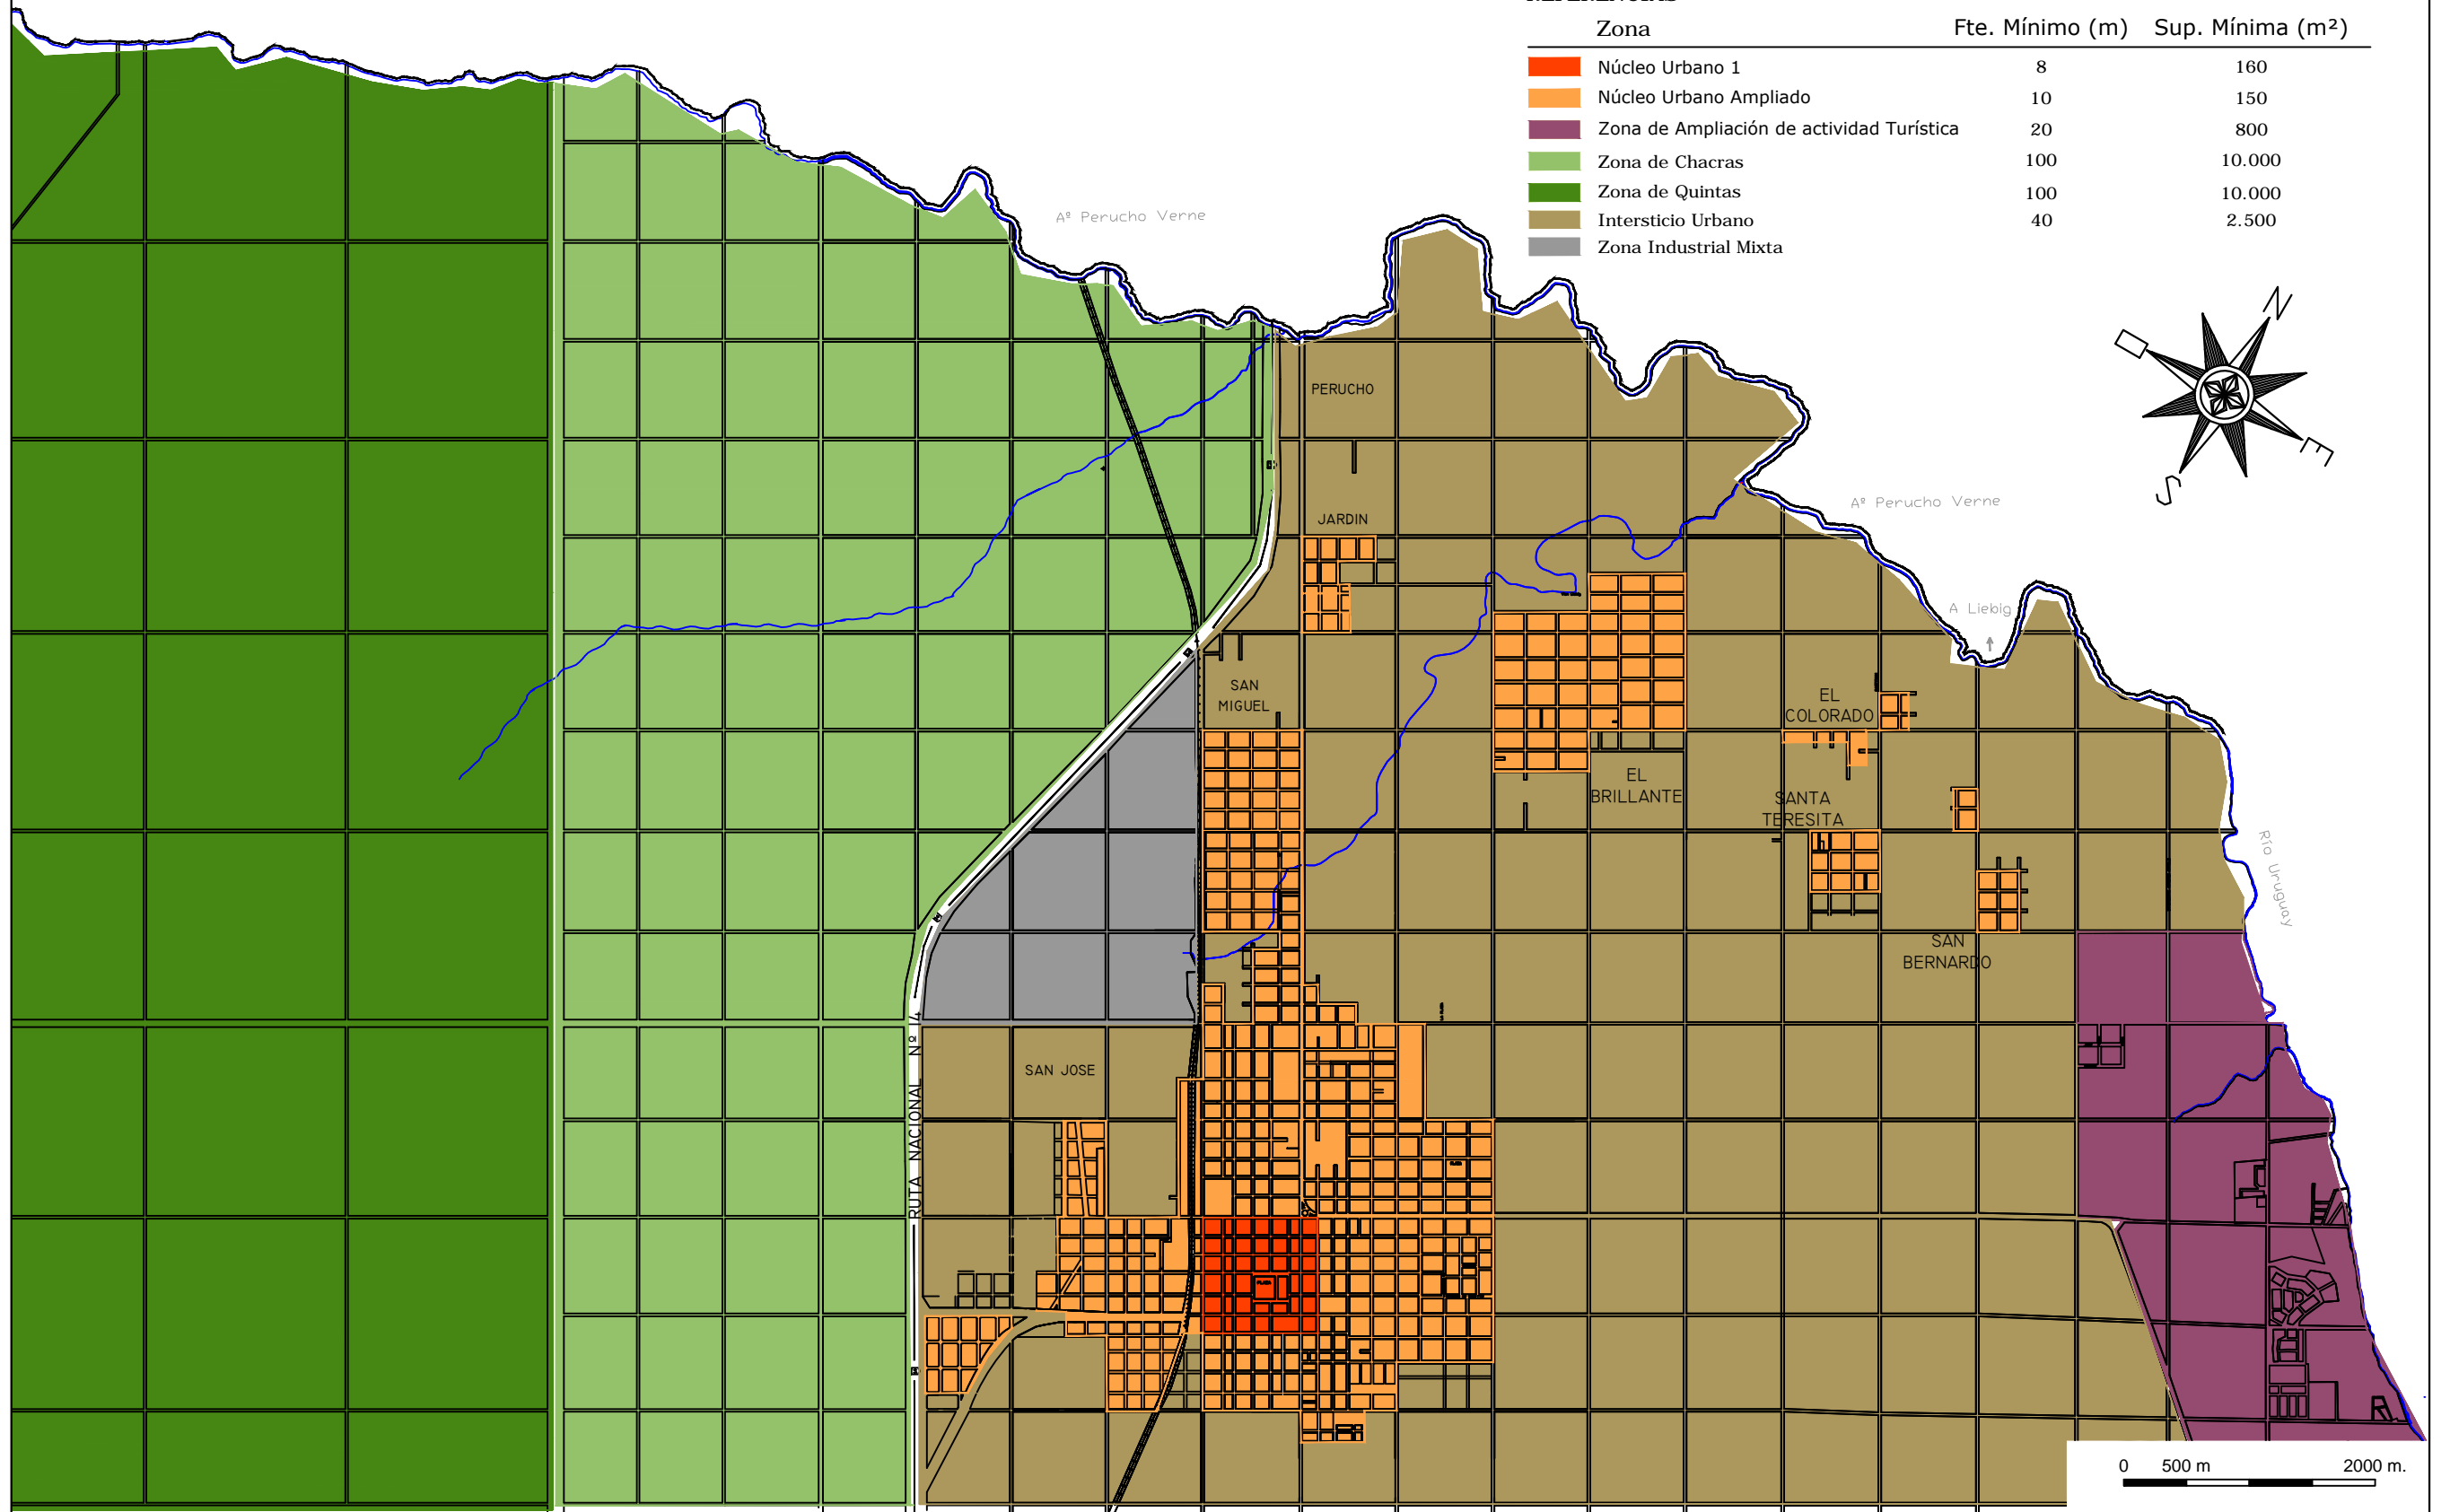 REFERENCIAS
Zona Fte. Mínimo (m) Sup. Mínima (m²)
Núcleo Urbano 1 8 160
Núcleo Urbano Ampliado 10 150
Zona de Ampliación de actividad Turística 20 800
Zona de Chacras 100 10.000
Zona de Quintas 100 10.000
Intersticio Urbano 40 2.500
Zona Industrial Mixta
Aº Perucho Verne
N
O
E
S
PERUCHO
JARDIN
Aº Perucho Verne
A Liebig
SAN
MIGUEL
EL
COLORADO
EL
BRILLANTE
SANTA
TERESITA
Río Uruguay
SAN
BERNARDO
RUTA NACIONAL Nº 14
SAN JOSE
PLAZA
PLAZA
0 500 m 2000 m.